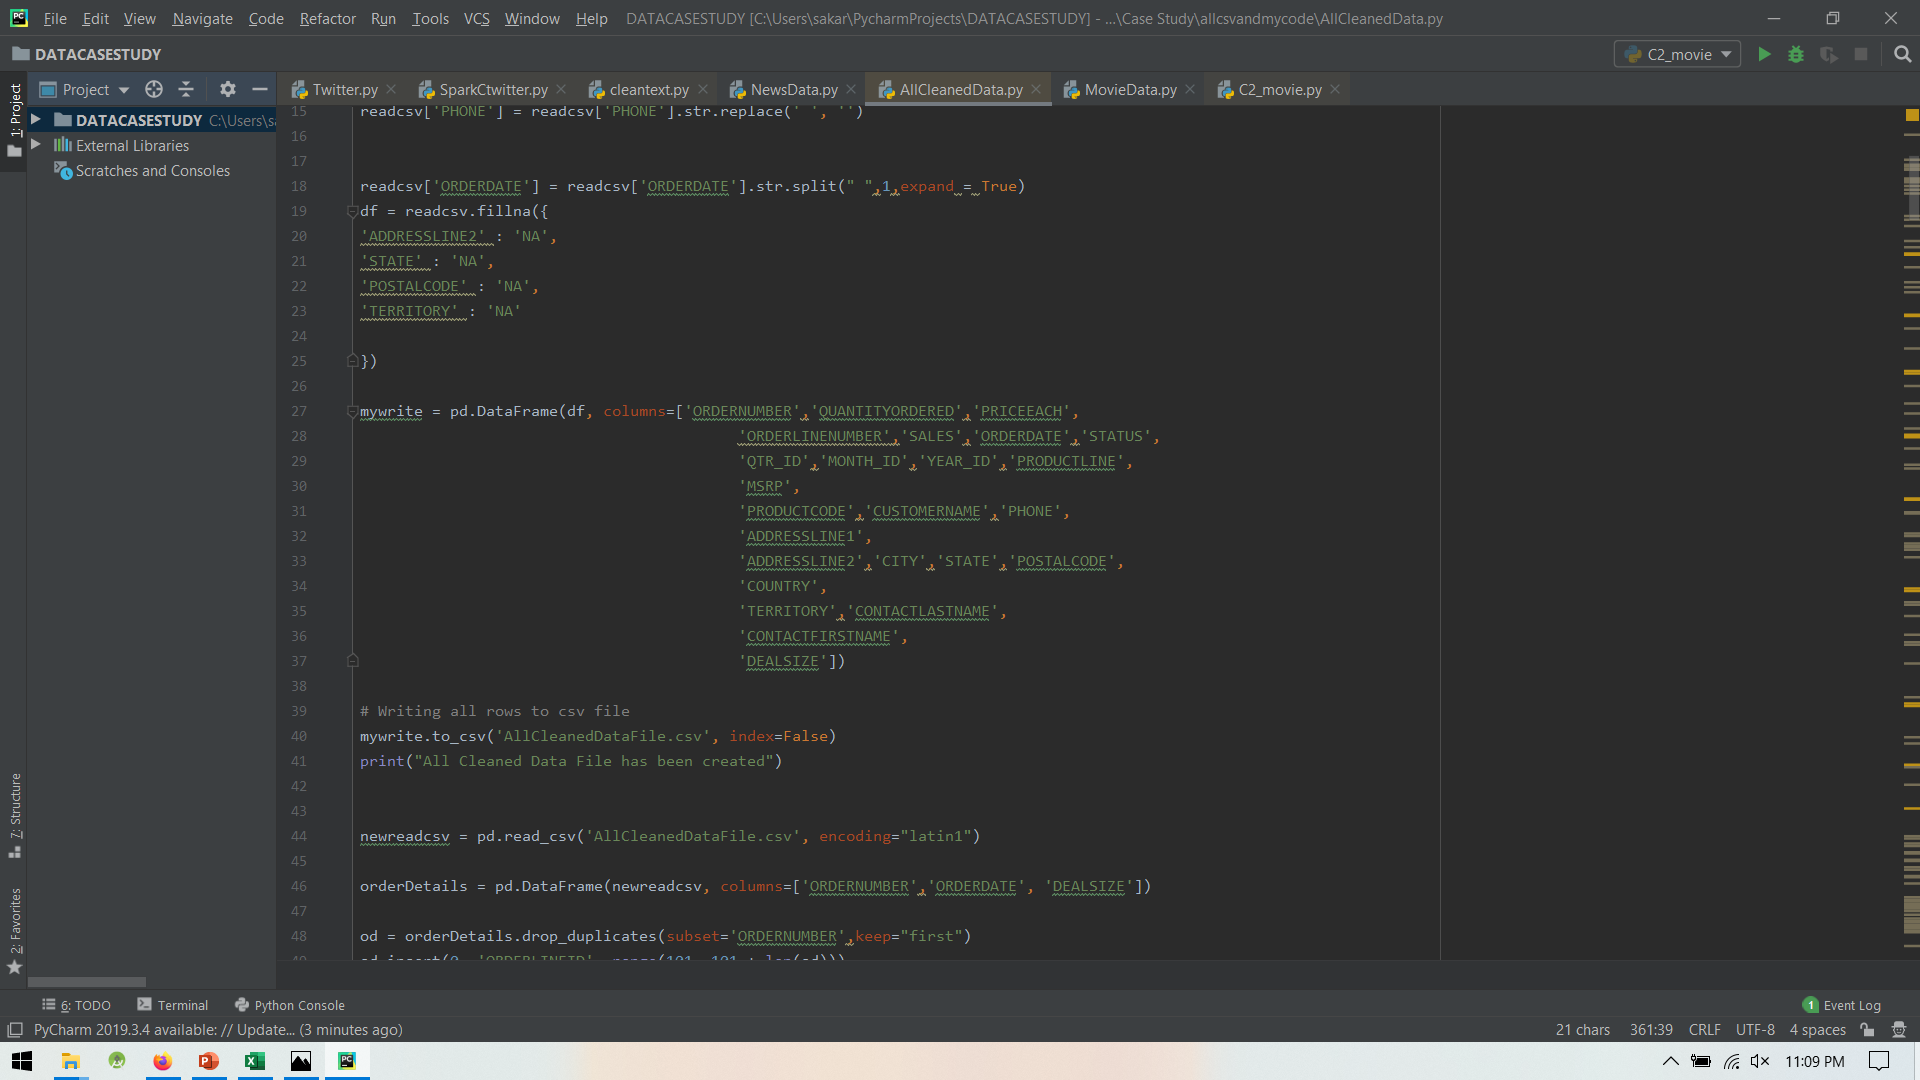 File Edit View Navigate Code Refactor Run Tools VCS Window Help DATACASESTUDY [C:\Users\sakar\PycharmProjects\DATACASESTUDY] - ...\Case Study\allcsvandmycode\AllCleanedData.py
DATACASESTUDY C2_movie
Project Twitter.py SparkCtwitter.py cleantext.py NewsData.py AllCleanedData.py MovieData.py C2_movie.py
1: Project
DATACASESTUDY C:\Users\sa
External Libraries
Scratches and Consoles
15 readcsv['PHONE'] = readcsv['PHONE'].str.replace(' ', '')
16
17
18 readcsv['ORDERDATE'] = readcsv['ORDERDATE'].str.split(" ",1,expand = True)
19 df = readcsv.fillna({
20 'ADDRESSLINE2' : 'NA',
21 'STATE' : 'NA',
22 'POSTALCODE' : 'NA',
23 'TERRITORY' : 'NA'
24
25 })
26
27 mywrite = pd.DataFrame(df, columns=['ORDERNUMBER','QUANTITYORDERED','PRICEEACH',
28 'ORDERLINENUMBER','SALES','ORDERDATE','STATUS',
29 'QTR_ID','MONTH_ID','YEAR_ID','PRODUCTLINE',
30 'MSRP',
31 'PRODUCTCODE','CUSTOMERNAME','PHONE',
32 'ADDRESSLINE1',
33 'ADDRESSLINE2','CITY','STATE','POSTALCODE',
34 'COUNTRY',
35 'TERRITORY','CONTACTLASTNAME',
36 'CONTACTFIRSTNAME',
37 'DEALSIZE'])
38
39 # Writing all rows to csv file
40 mywrite.to_csv('AllCleanedDataFile.csv', index=False)
41 print("All Cleaned Data File has been created")
42
43
44 newreadcsv = pd.read_csv('AllCleanedDataFile.csv', encoding="latin1")
45
46 orderDetails = pd.DataFrame(newreadcsv, columns=['ORDERNUMBER','ORDERDATE', 'DEALSIZE'])
47
48 od = orderDetails.drop_duplicates(subset='ORDERNUMBER',keep="first")
7: Structure
2: Favorites
6: TODO Terminal Python Console 1 Event Log
PyCharm 2019.3.4 available: // Update... (3 minutes ago) 21 chars 361:39 CRLF UTF-8 4 spaces
11:09 PM